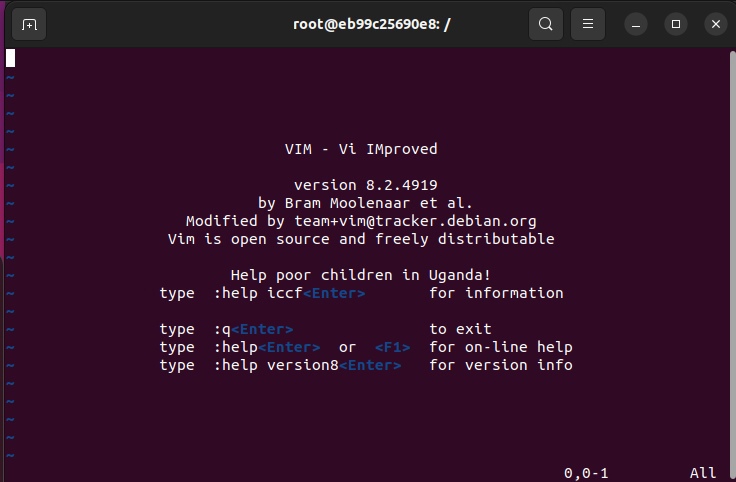 root@eb99c25690e8: /
~
~
~
~
VIM - Vi IMproved
~
~
version 8.2.4919
~
by Bram Moolenaar et al.
~
Modified by team+vim@tracker.debian.org
~
Vim is open source and freely distributable
~
~
Help poor children in Uganda!
~
type :help iccf<Enter> for information
~
~
type :q<Enter> to exit
~
type :help<Enter> or <F1> for on-line help
~
type :help version8<Enter> for version info
~
~
~
~
~
0,0-1 All